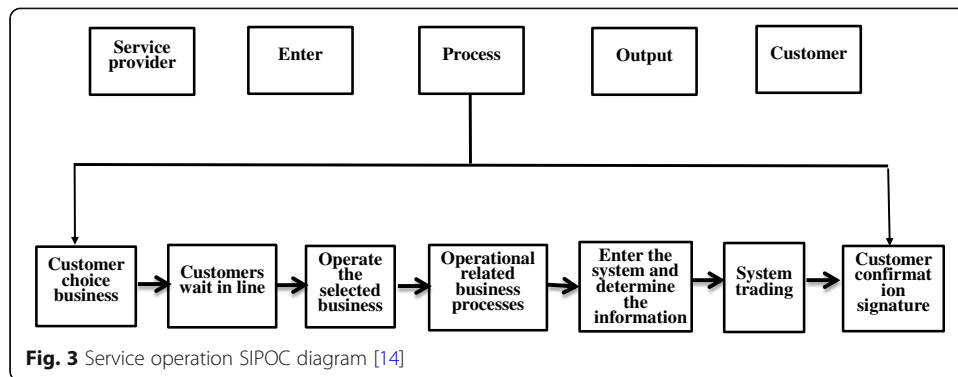 Service
provider
Enter
Process
Output
Customer
Customer
choice
business
Customers
wait in line
Operate
the
selected
business
Operational
related
business
processes
Enter the
system and
determine
the
information
System
trading
Customer
confirmat
ion
signature
Fig. 3 Service operation SIPOC diagram [14]